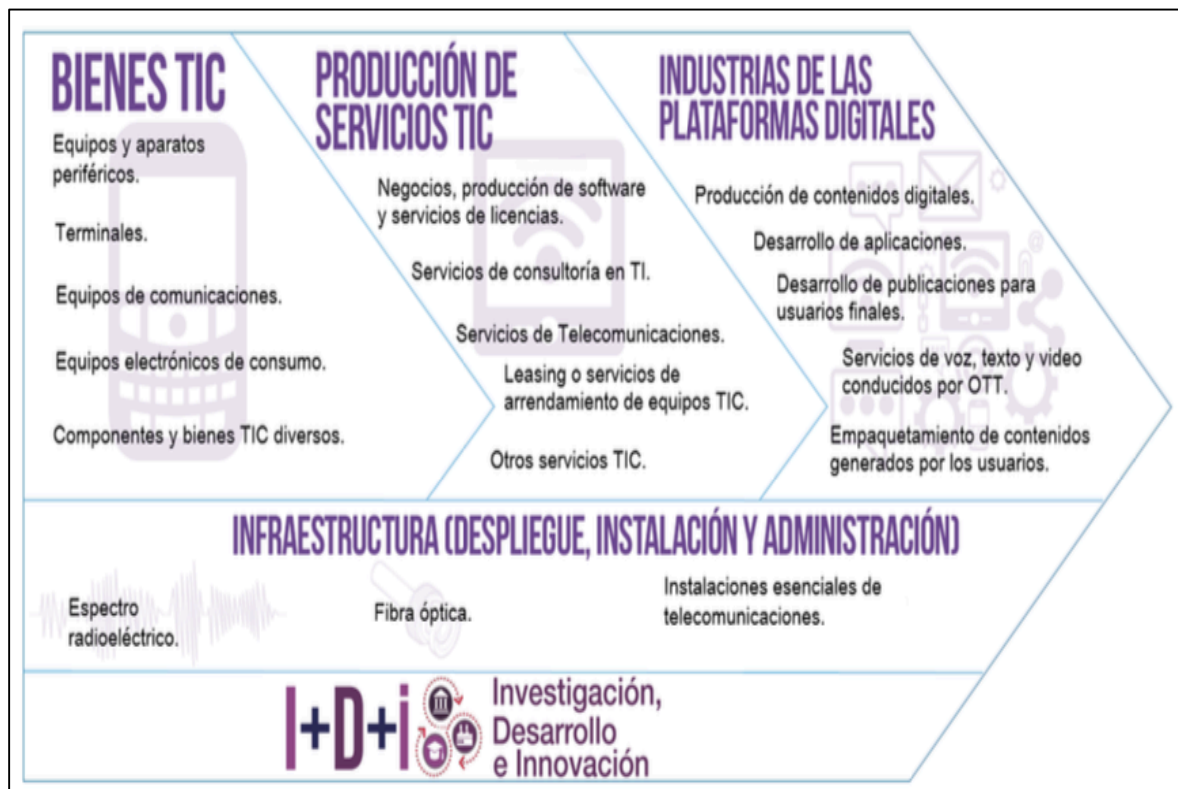 BIENES TIC
Equipos y aparatos
periféricos.
Terminales.
Equipos de comunicaciones.
Equipos electrónicos de consumo.
Componentes y bienes TIC diversos.
PRODUCCIÓN DE
SERVICIOS TIC
Negocios, producción de software
y servicios de licencias.
Servicios de consultoría en TI.
Servicios de Telecomunicaciones.
Leasing o servicios de
arrendamiento de equipos TIC.
Otros servicios TIC.
INDUSTRIAS DE LAS
PLATAFORMAS DIGITALES
Producción de contenidos digitales.
Desarrollo de aplicaciones.
Desarrollo de publicaciones para
usuarios finales.
Servicios de voz, texto y video
conducidos por OTT.
Empaquetamiento de contenidos
generados por los usuarios.
INFRAESTRUCTURA (DESPLIEGUE, INSTALACIÓN Y ADMINISTRACIÓN)
Espectro
radioeléctrico.
Fibra óptica.
Instalaciones esenciales de
telecomunicaciones.
I+D+i
Investigación,
Desarrollo
e Innovación